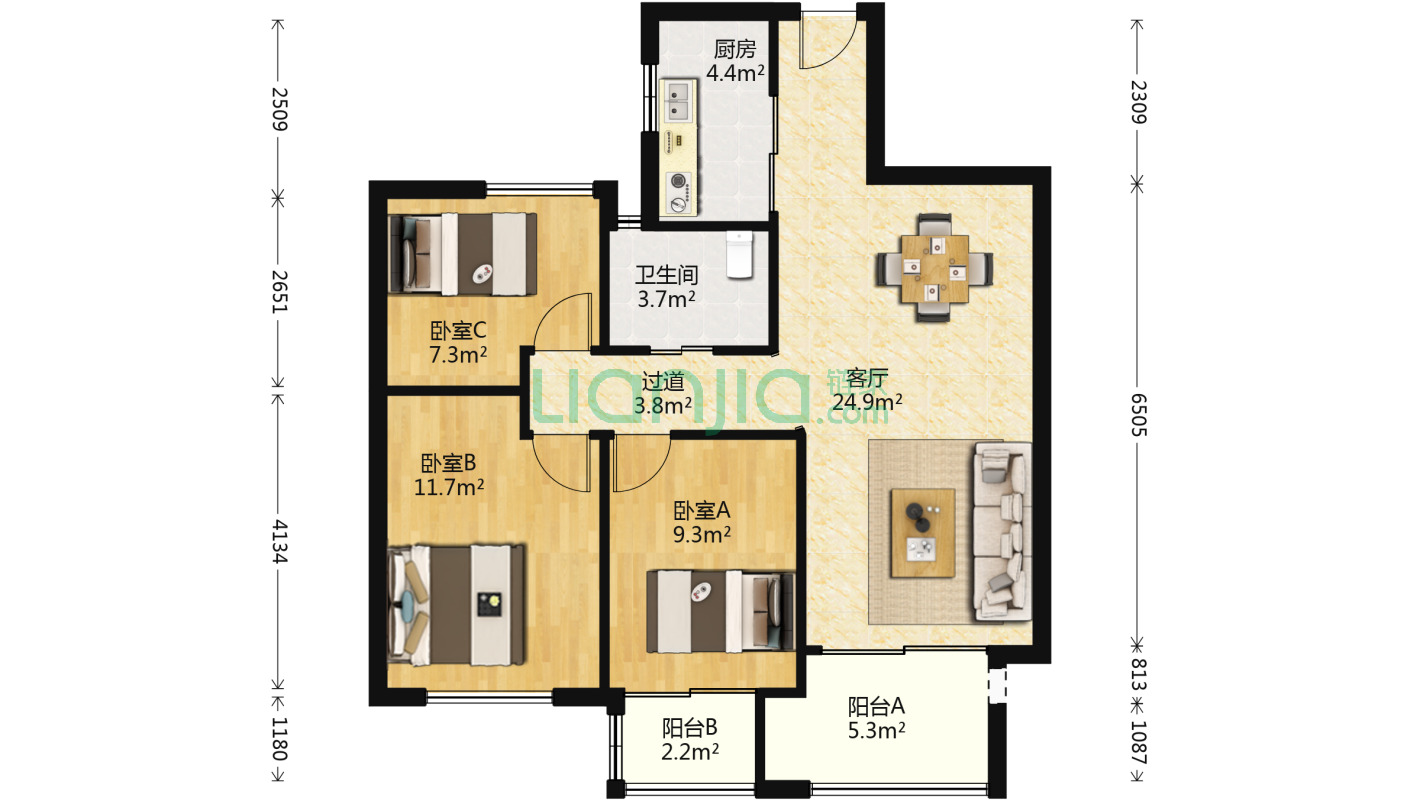 厨房
4.4m²
2509
2309
卫生间
3.7m²
2651
卧室C
7.3m²
过道
3.8m²
客厅
24.9m²
Lianjia.链家
.com
6505
卧室B
11.7m²
卧室A
9.3m²
4134
813
阳台A
5.3m²
阳台B
2.2m²
1180
1087